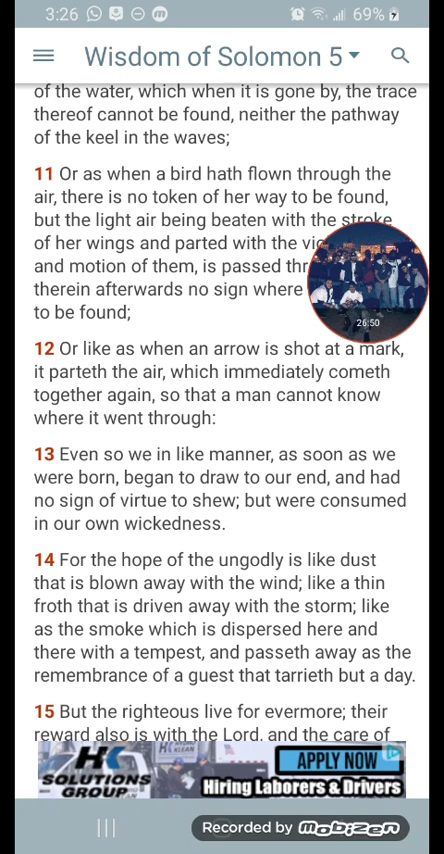 3:26
69%
Wisdom of Solomon 5
of the water, which when it is gone by, the trace
thereof cannot be found, neither the pathway
of the keel in the waves;
11 Or as when a bird hath flown through the
air, there is no token of her way to be found,
but the light air being beaten with the stroke
of her wings and parted with the
and motion of them, is passed
therein afterwards no sign where
to be found;
26:50
12 Or like as when an arrow is shot at a mark,
it parteth the air, which immediately cometh
together again, so that a man cannot know
where it went through:
13 Even so we in like manner, as soon as we
were born, began to draw to our end, and had
no sign of virtue to shew; but were consumed
in our own wickedness.
14 For the hope of the ungodly is like dust
that is blown away with the wind; like a thin
froth that is driven away with the storm; like
as the smoke which is dispersed here and
there with a tempest, and passeth away as the
remembrance of a guest that tarrieth but a day.
15 But the righteous live for evermore; their
reward also is with the Lord, and the care of
HK
SOLUTIONS
GROUP
APPLY NOW
Hiring Laborers & Drivers
Recorded by Mobizen